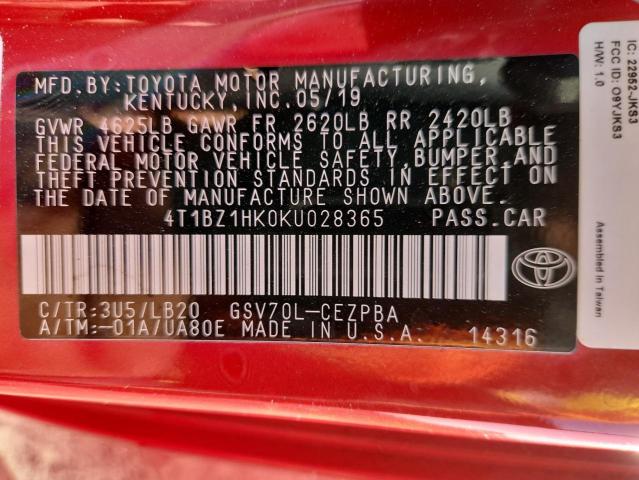 MFD.BY:TOYOTA MOTOR MANUFACTURING,
KENTUCKY,INC.05/19
GVWR 4625LB GAWR FR 2620LB RR 2420LB
THIS VEHICLE CONFORMS TO ALL APPLICABLE
FEDERAL MOTOR VEHICLE SAFETY,BUMPER,AND
THEFT PREVENTION STANDARDS IN EFFECT ON
THE DATE OF MANUFACTURE SHOWN ABOVE.
4T1BZ1HK0KU028365 PASS.CAR
C/TR:3U5/LB20 GSV70L-CEZPBA
A/TM:-01A/UA80E MADE IN U.S.A. 14316
IC: 22952-JKS3
FCC ID: O9YJKS3
H/W: 1.0
Assembled in Taiwan